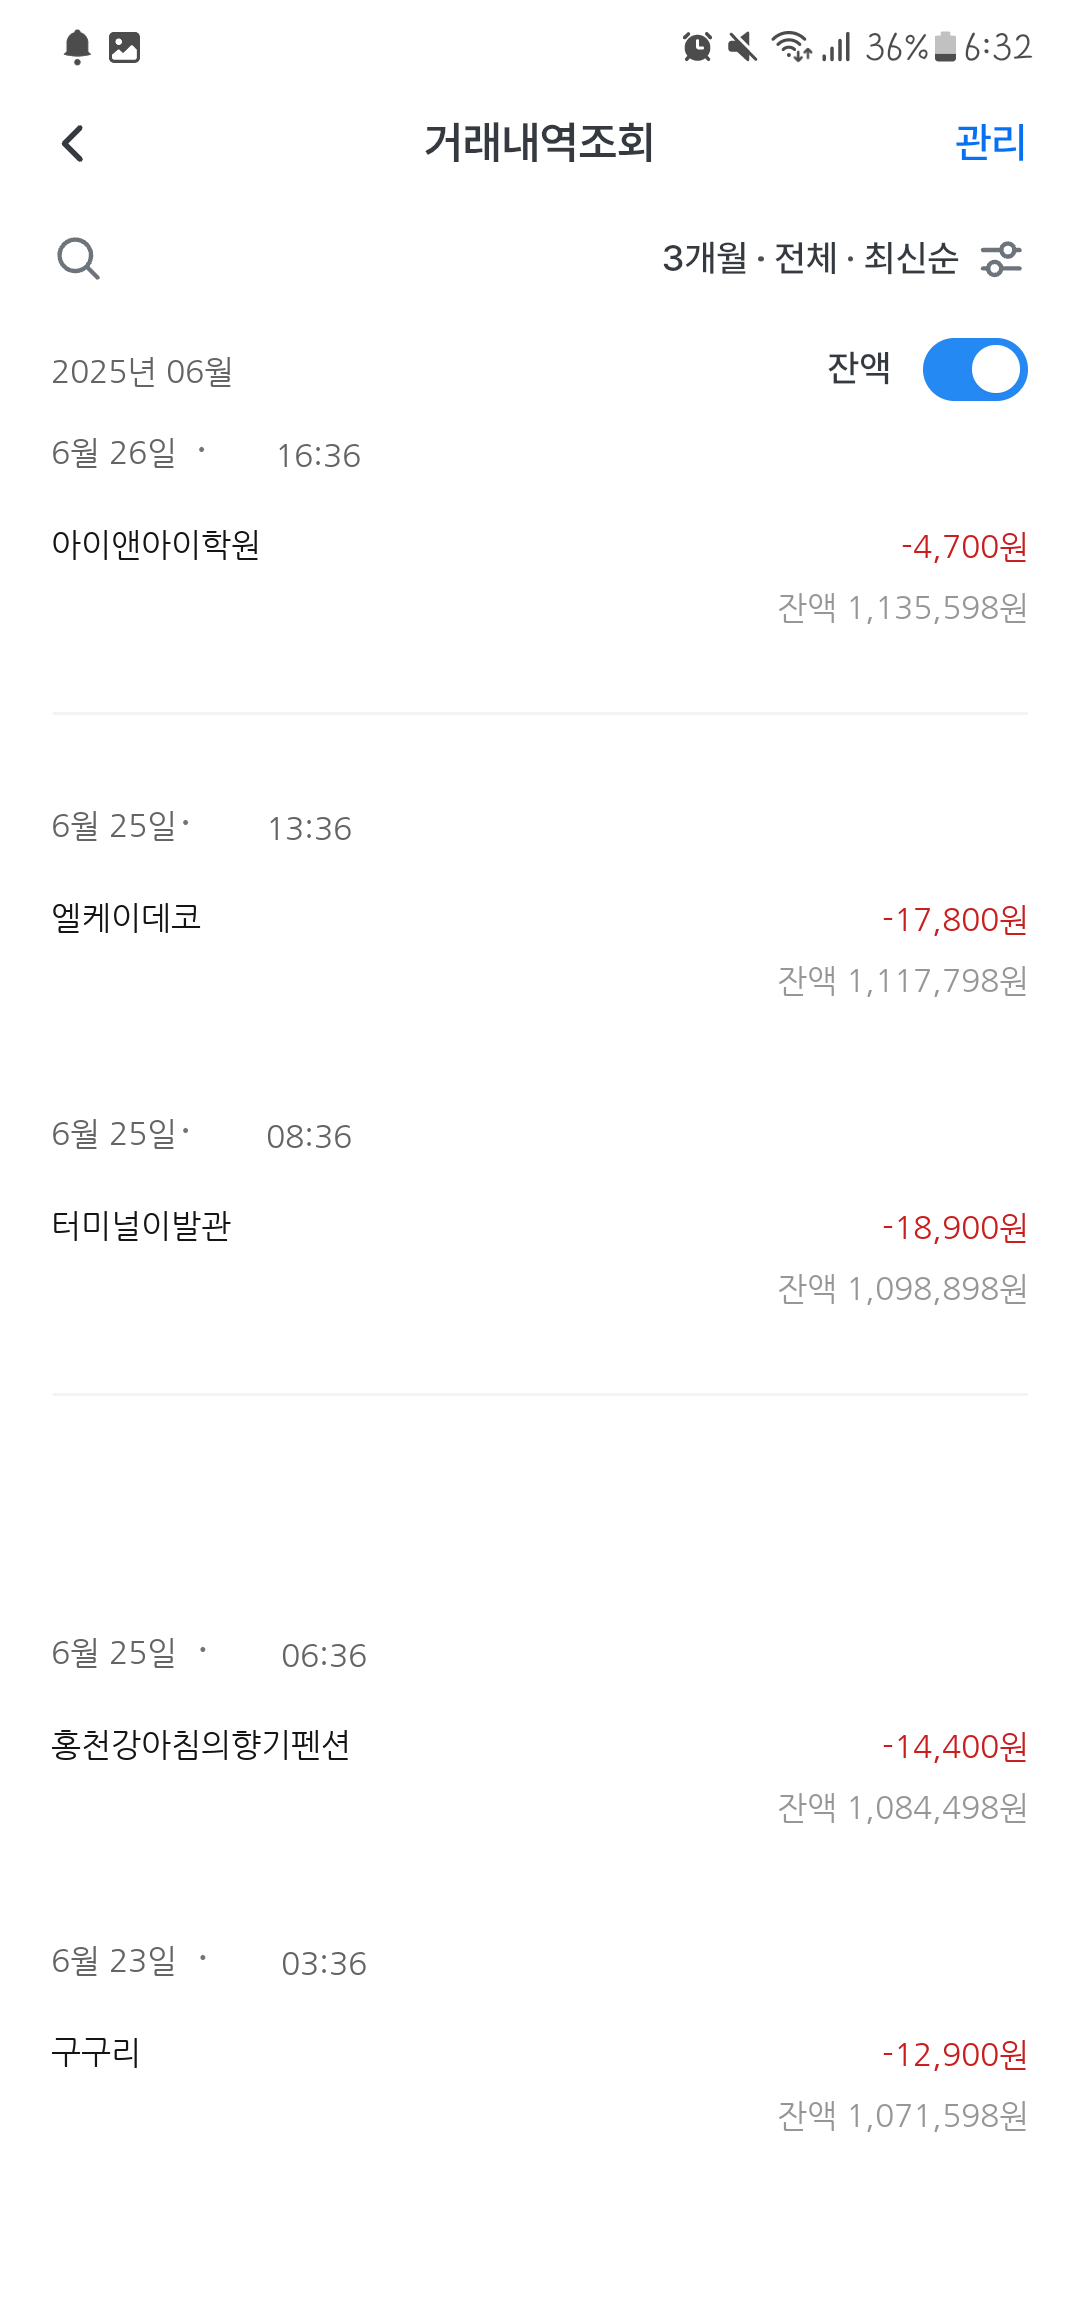 36% 6:32
거래내역조회 관리
3개월 · 전체 · 최신순
2025년 06월 잔액
6월 26일 · 16:36
아이앤아이학원 -4,700원
잔액 1,135,598원
6월 25일· 13:36
엘케이데코 -17,800원
잔액 1,117,798원
6월 25일· 08:36
터미널이발관 -18,900원
잔액 1,098,898원
6월 25일 · 06:36
홍천강아침의향기펜션 -14,400원
잔액 1,084,498원
6월 23일 · 03:36
구구리 -12,900원
잔액 1,071,598원